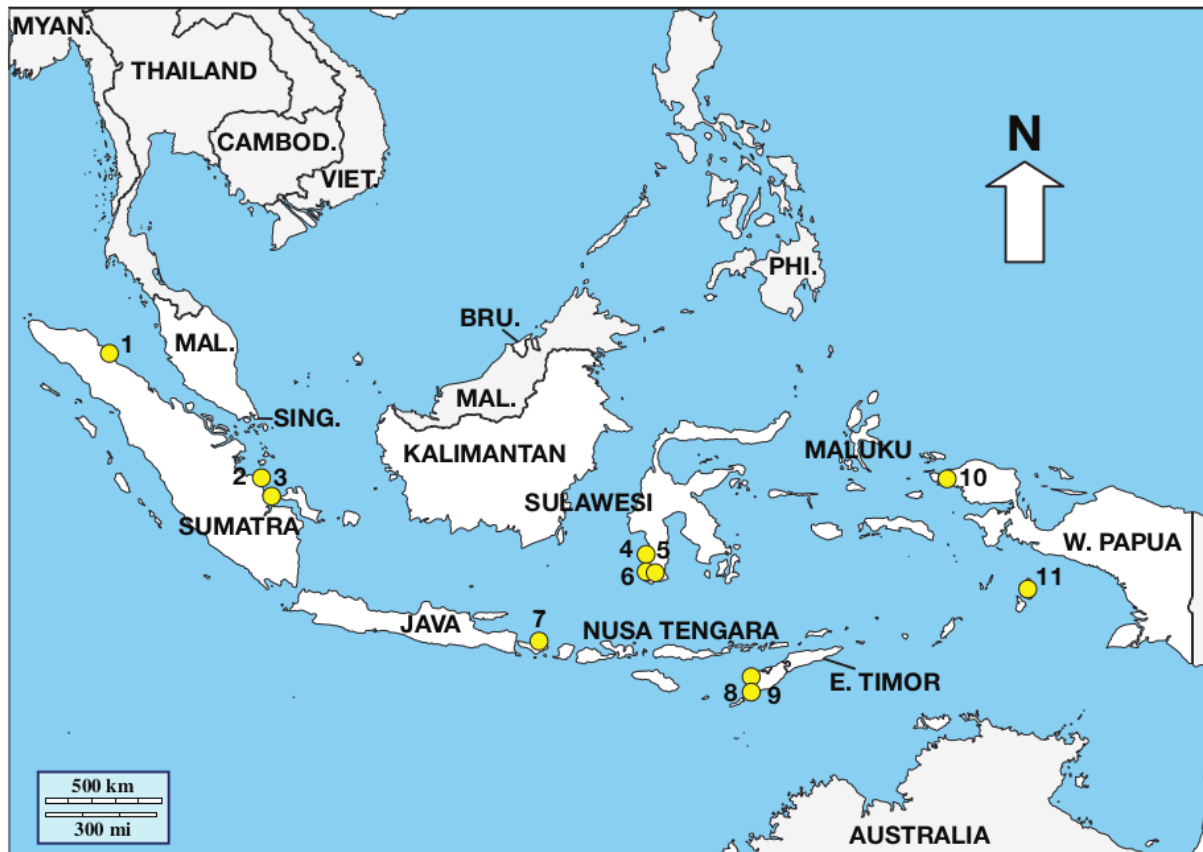 MYAN.
THAILAND
CAMBOD.
VIET.
N
PHI.
BRU.
MAL.
1
MAL.
SING.
KALIMANTAN
MALUKU
2 3
10
SULAWESI
SUMATRA
W. PAPUA
4 5
6
11
7
JAVA
NUSA TENGARA
E. TIMOR
8 9
500 km
300 mi
AUSTRALIA